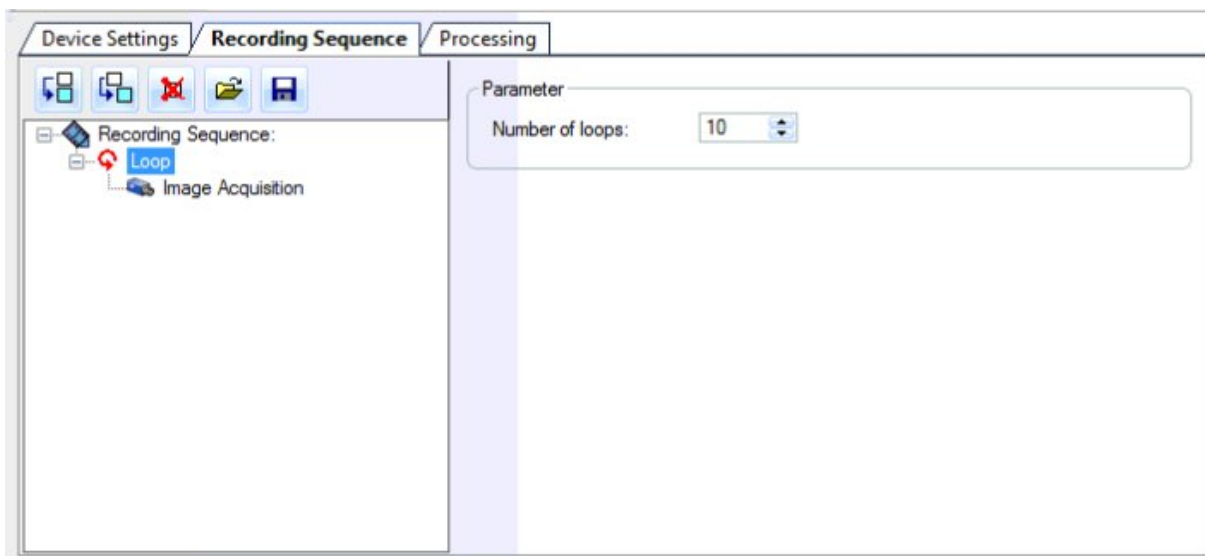 Device Settings Recording Sequence Processing
Parameter
Recording Sequence:
Number of loops: 10
Loop
Image Acquisition